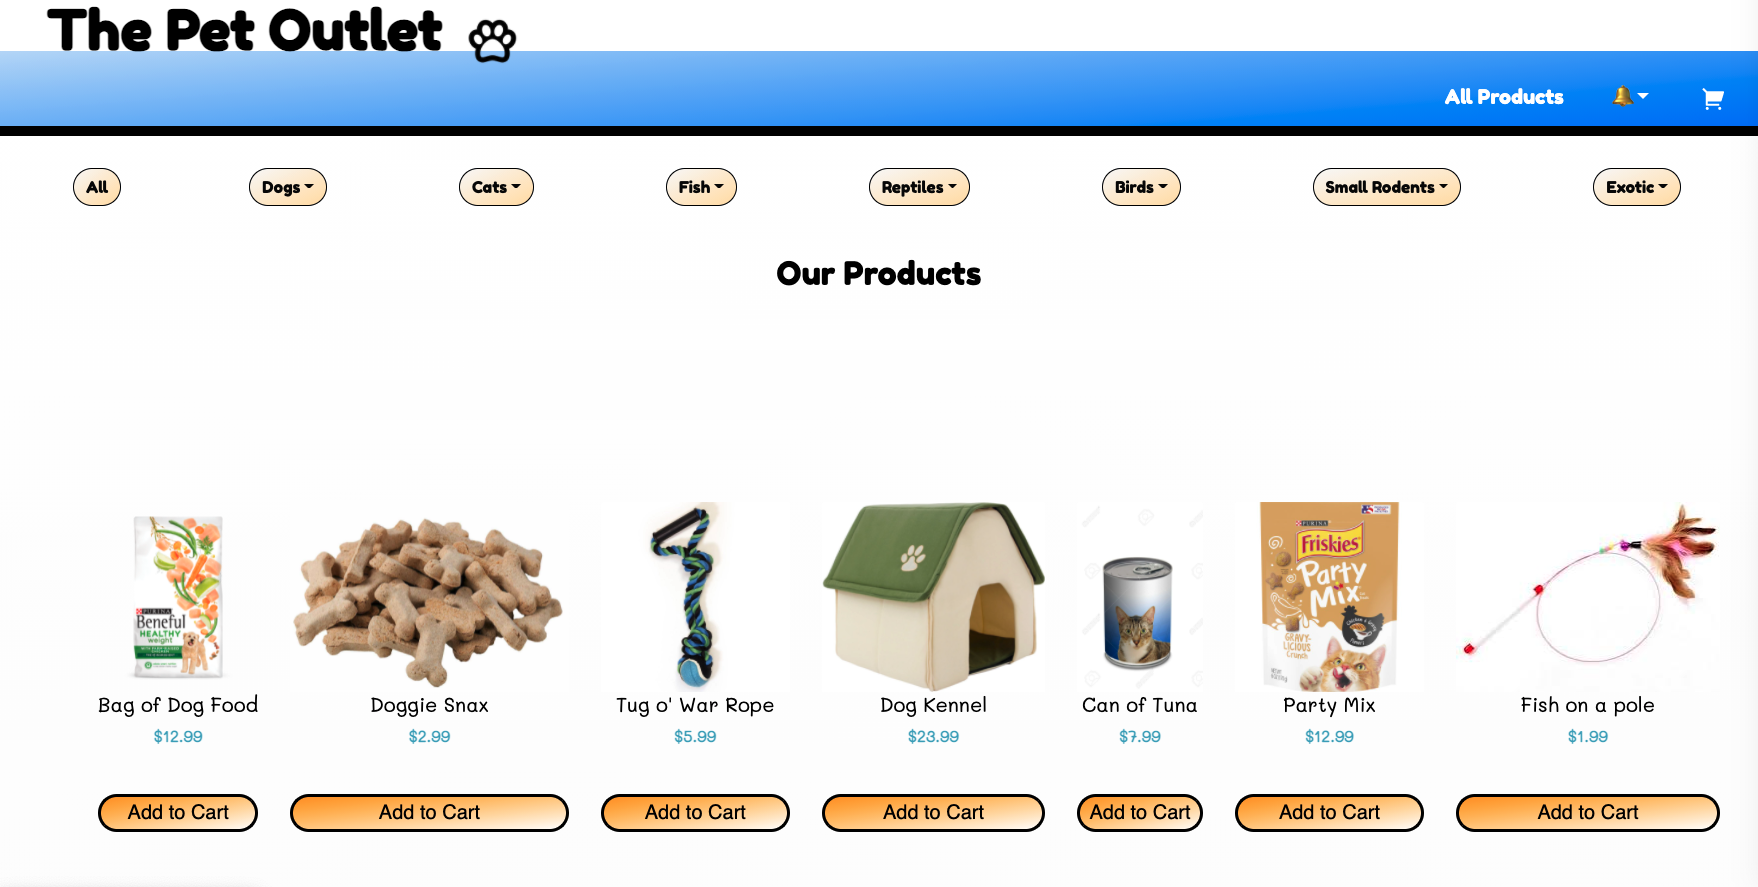 The Pet Outlet
All Products
All
Dogs
Cats
Fish
Reptiles
Birds
Small Rodents
Exotic
Our Products
PURINA
Beneful
HEALTHY
weight
PURINA
Friskies
Party
Mix
GRAVY-
LICIOUS
Crunch
Bag of Dog Food
Doggie Snax
Tug o' War Rope
Dog Kennel
Can of Tuna
Party Mix
Fish on a pole
$12.99
$2.99
$5.99
$23.99
$7.99
$12.99
$1.99
Add to Cart
Add to Cart
Add to Cart
Add to Cart
Add to Cart
Add to Cart
Add to Cart